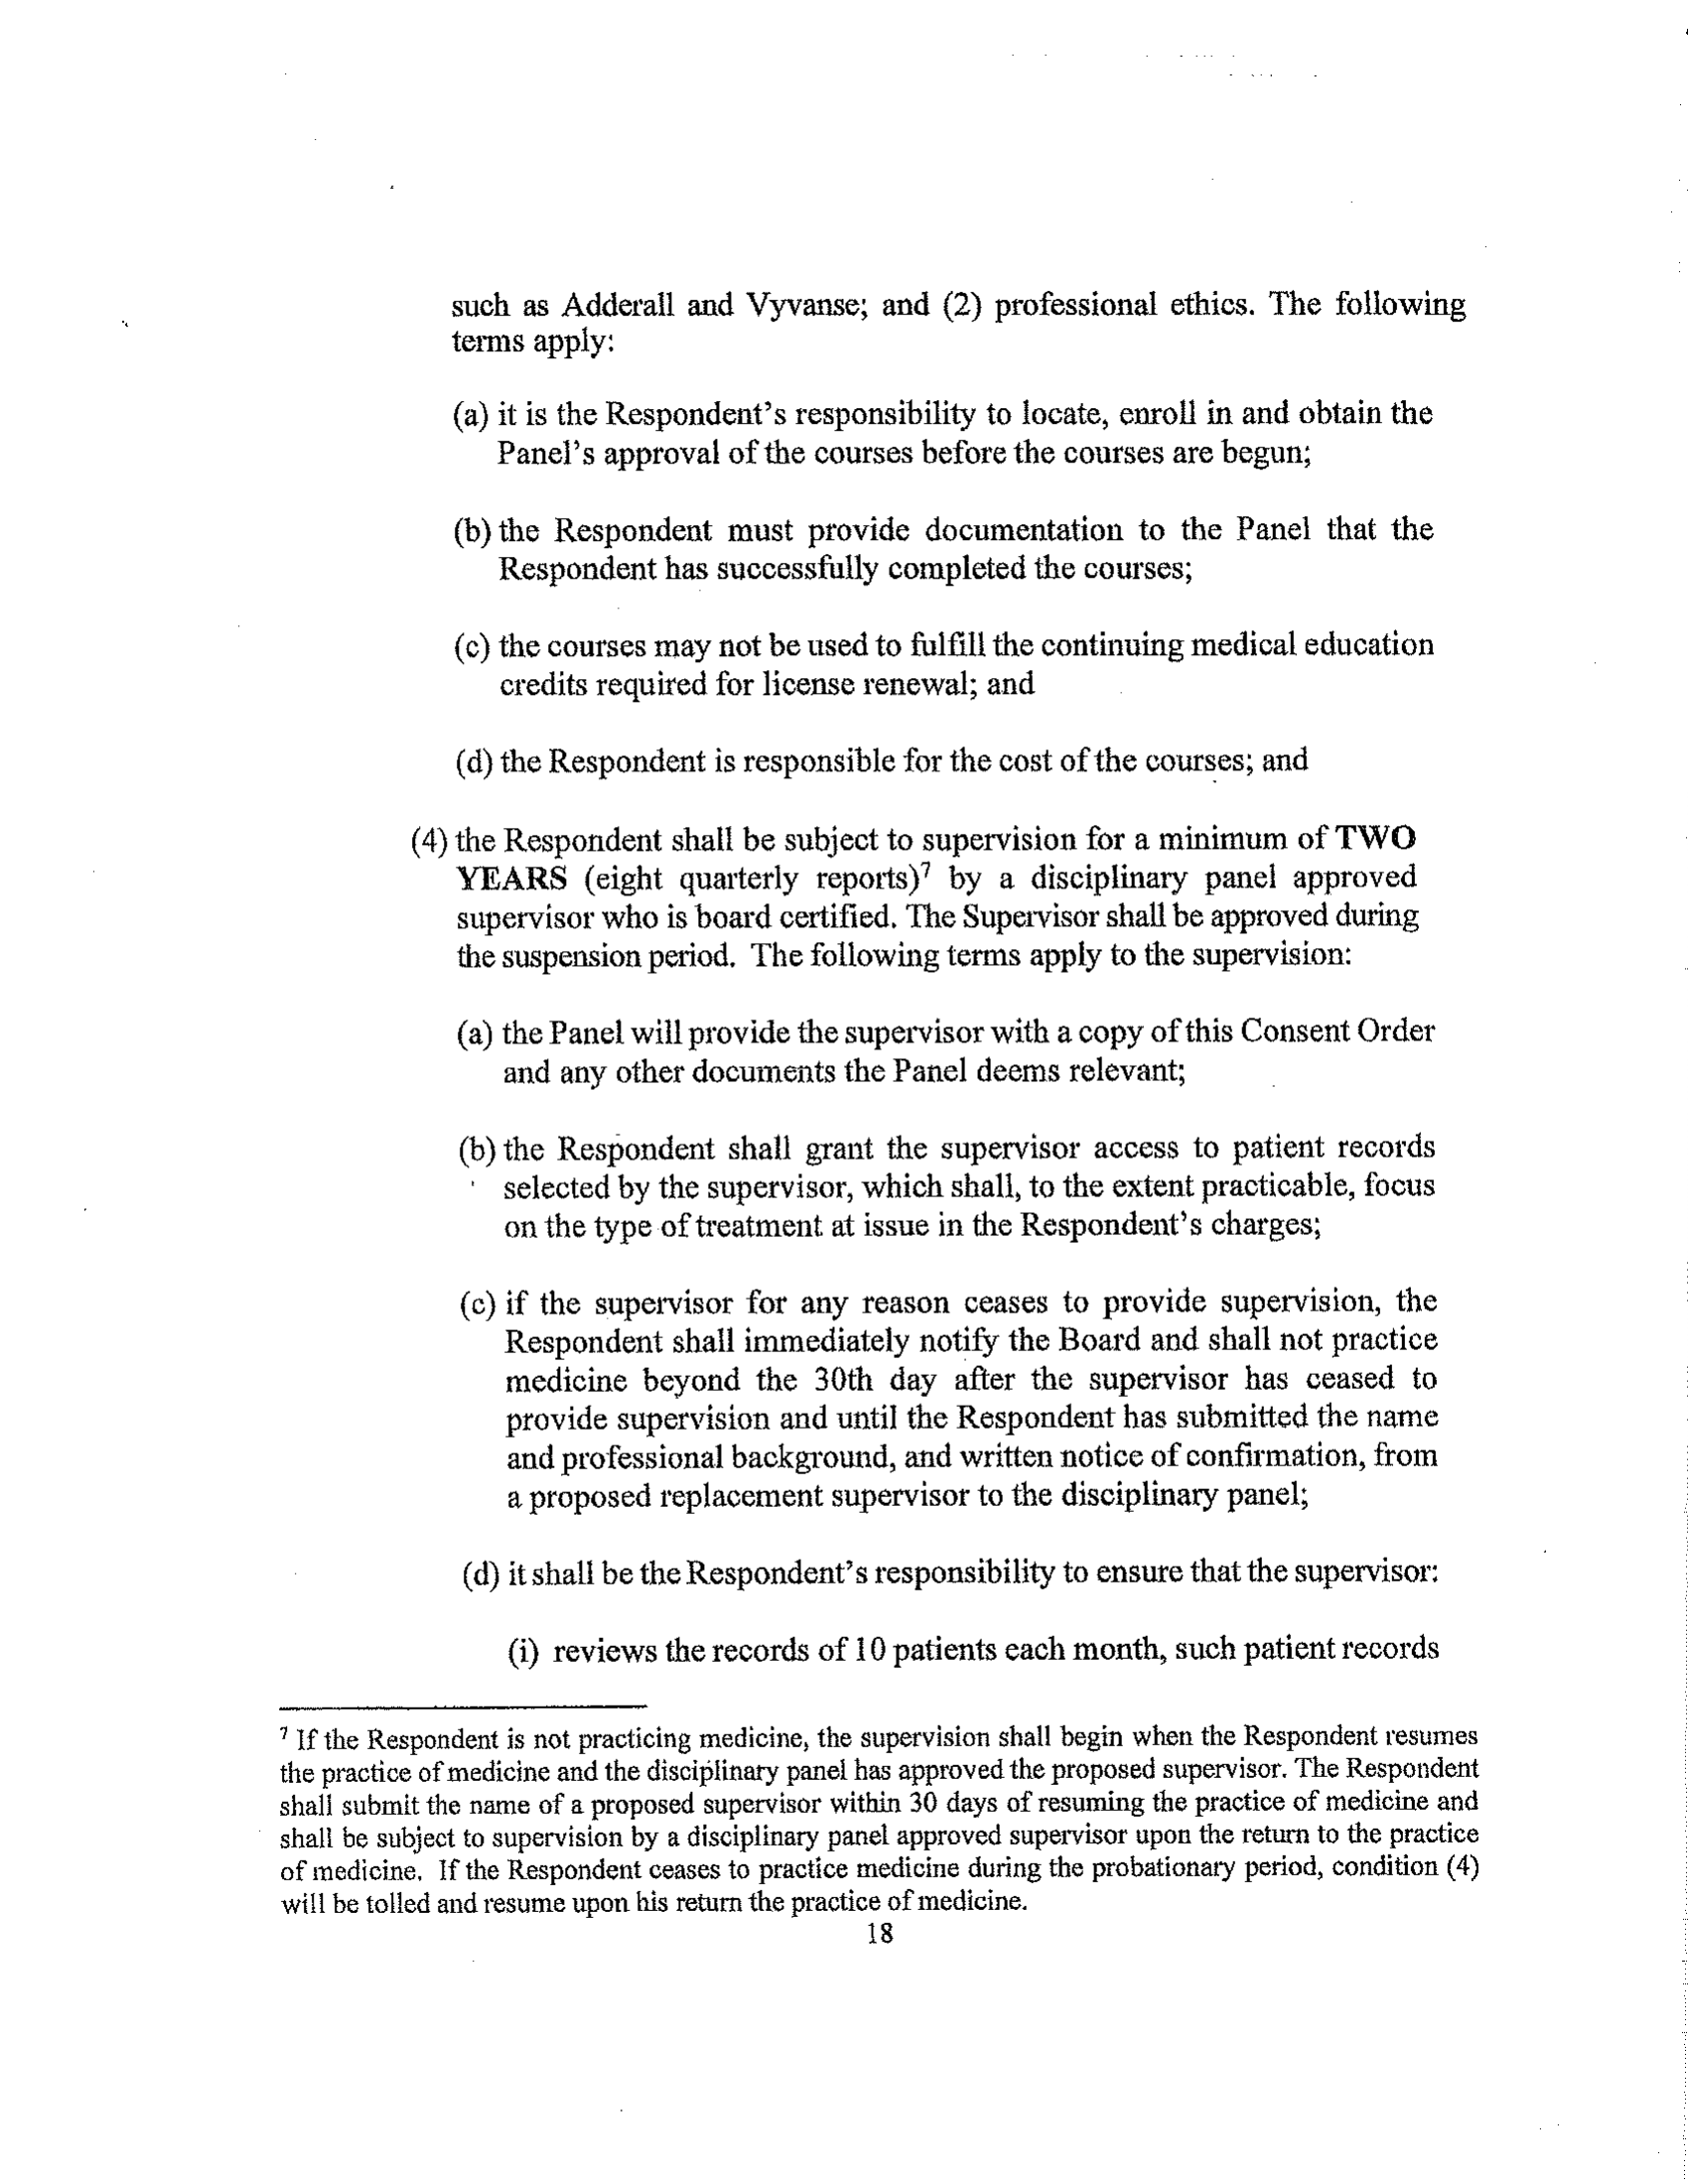 such as Adderall and Vyvanse; and (2) professional ethics. The following
terms apply:
(a) it is the Respondent's responsibility to locate, enroll in and obtain the
Panel's approval of the courses before the courses are begun;
(b) the Respondent must provide documentation to the Panel that the
Respondent has successfully completed the courses;
(c) the courses may not be used to fulfill the continuing medical education
credits required for license renewal; and
(d) the Respondent is responsible for the cost of the courses; and
(4) the Respondent shall be subject to supervision for a minimum of TWO
YEARS (eight quarterly reports)7 by a disciplinary panel approved
supervisor who is board certified. The Supervisor shall be approved during
the suspension period. The following terms apply to the supervision:
(a) the Panel will provide the supervisor with a copy of this Consent Order
and any other documents the Panel deems relevant;
(b) the Respondent shall grant the supervisor access to patient records
selected by the supervisor, which shall, to the extent practicable, focus
on the type of treatment at issue in the Respondent's charges;
(c) if the supervisor for any reason ceases to provide supervision, the
Respondent shall immediately notify the Board and shall not practice
medicine beyond the 30th day after the supervisor has ceased to
provide supervision and until the Respondent has submitted the name
and professional background, and written notice of confirmation, from
a proposed replacement supervisor to the disciplinary panel;
(d) it shall be the Respondent's responsibility to ensure that the supervisor:
(i) reviews the records of 10 patients each month, such patient records
7 If the Respondent is not practicing medicine, the supervision shall begin when the Respondent resumes
the practice of medicine and the disciplinary panel has approved the proposed supervisor. The Respondent
shall submit the name of a proposed supervisor within 30 days of resuming the practice of medicine and
shall be subject to supervision by a disciplinary panel approved supervisor upon the return to the practice
of medicine. If the Respondent ceases to practice medicine during the probationary period, condition (4)
will be tolled and resume upon his return the practice of medicine.
18